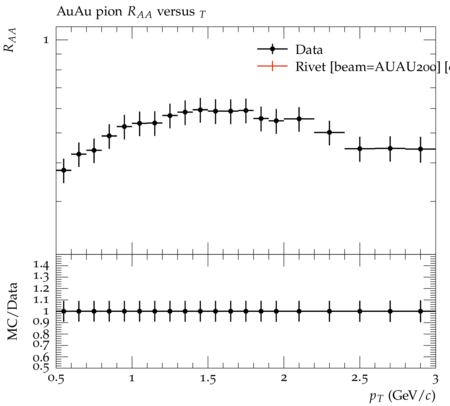 AuAu pion R_AA versus _T
R_AA
1
Data
Rivet [beam=AUAU200] [c
MC/Data
1.4
1.3
1.2
1.1
1
0.9
0.8
0.7
0.6
0.5
0.5 1 1.5 2 2.5 3
p_T (GeV/c)